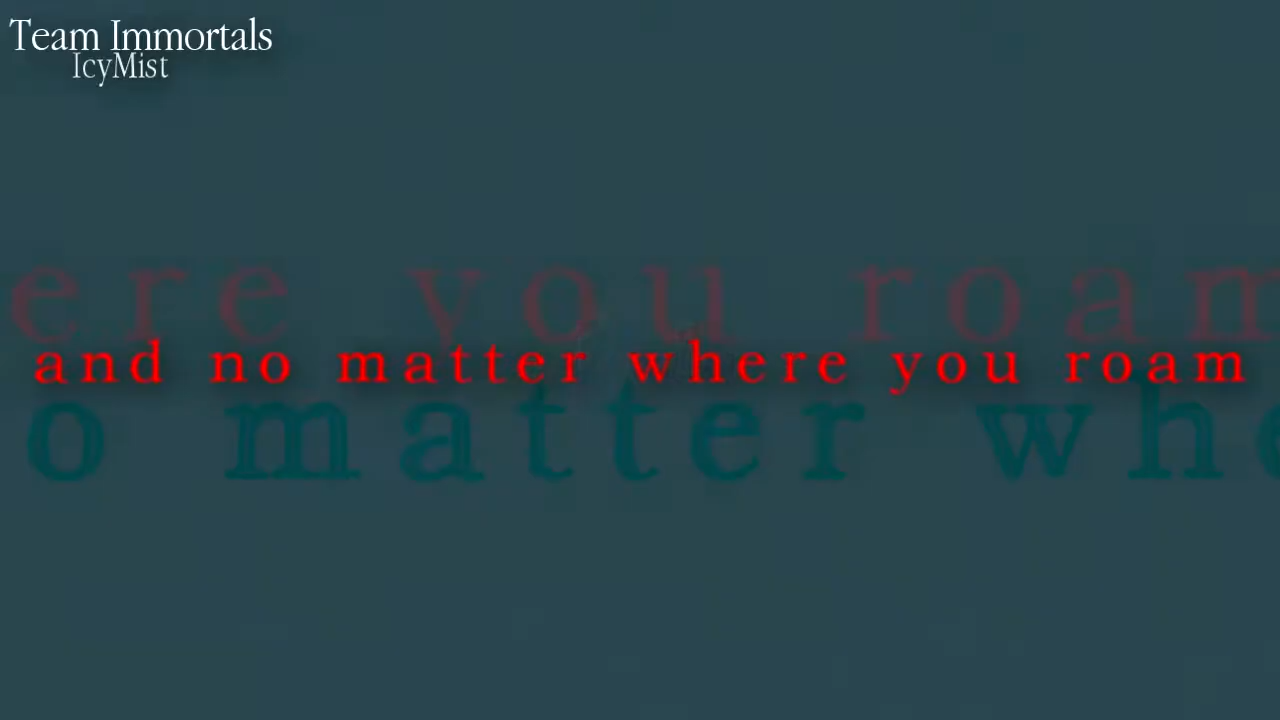 Team Immortals
IcyMist
ere you roam
and no matter where you roam
o matter whe